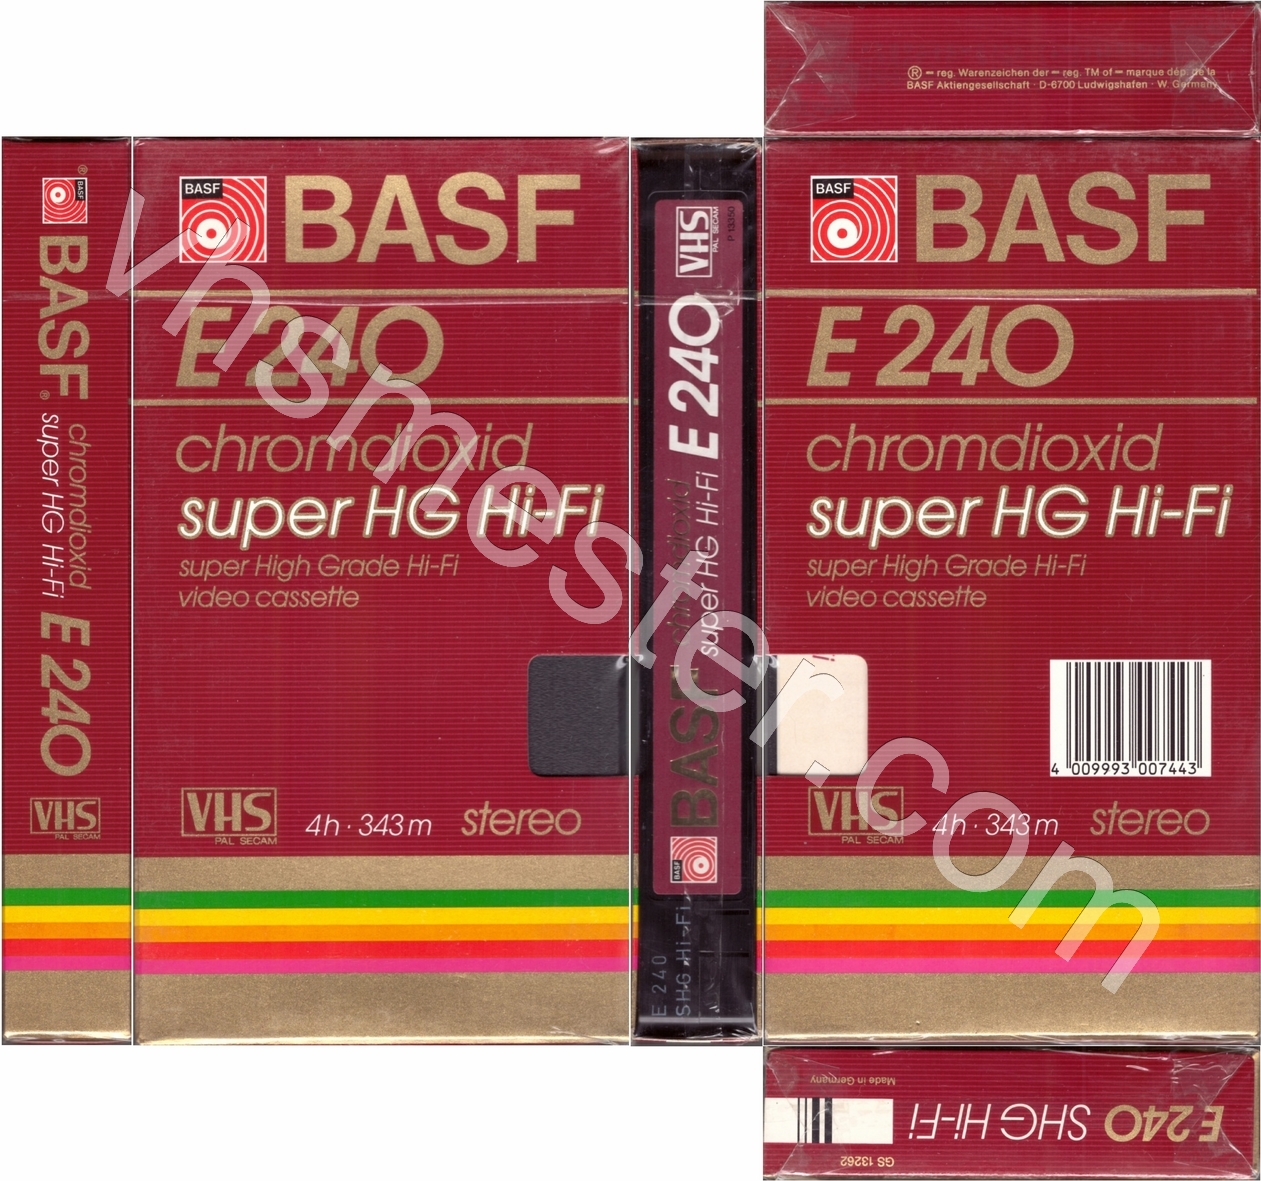 ® = reg. Warenzeichen der = reg. TM of = marque dép. de la
BASF Aktiengesellschaft · D-6700 Ludwigshafen · W. Germany
BASF
®
BASF®
chromdioxid
super HG Hi-Fi
E 240
VHS
PAL SECAM
BASF
BASF
E 240
chromdioxid
super HG Hi-Fi
super High Grade Hi-Fi
video cassette
VHS
PAL SECAM
4h · 343 m
stereo
VHS
PAL SECAM
P 13350
E 240
chromdioxid
super HG Hi-Fi
BASF
BASF
E 240
SHG Hi-Fi
BASF
BASF
E 240
chromdioxid
super HG Hi-Fi
super High Grade Hi-Fi
video cassette
4 009993 007443
VHS
PAL SECAM
4h · 343 m
stereo
Made in Germany
E 240 SHG Hi-Fi
GS 13262
vhsmester.com